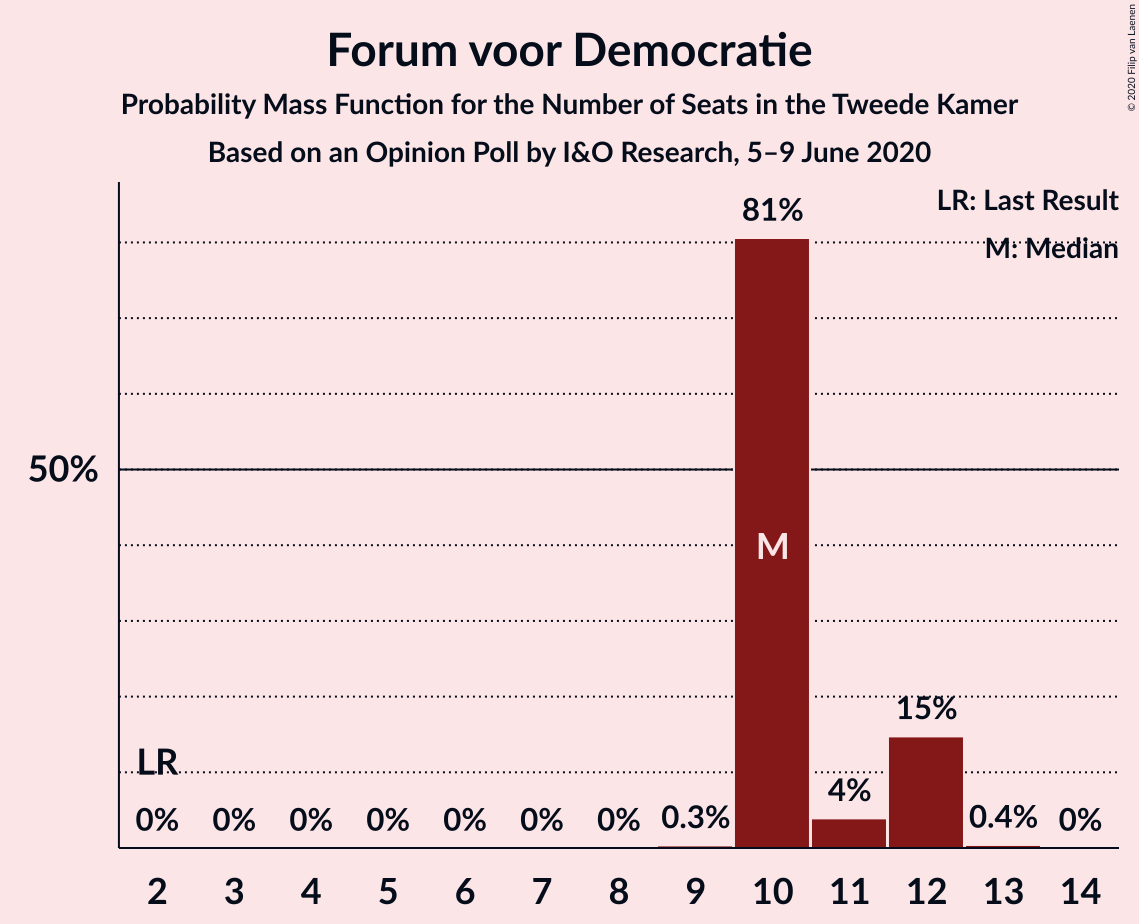 Forum voor Democratie
Probability Mass Function for the Number of Seats in the Tweede Kamer
Based on an Opinion Poll by I&O Research, 5–9 June 2020
© 2020 Filip van Laenen
LR: Last Result
M: Median
81%
50%
M
15%
LR
4%
0% 0% 0% 0% 0% 0% 0% 0.3% 0.4% 0%
2 3 4 5 6 7 8 9 10 11 12 13 14